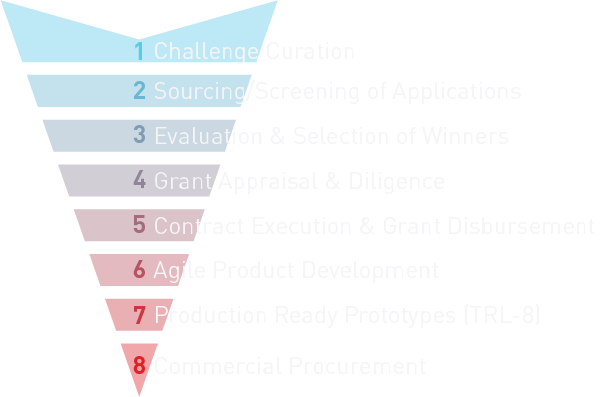 1 Challenge Curation
2 Sourcing/Screening of Applications
3 Evaluation & Selection of Winners
4 Grant Appraisal & Diligence
5 Contract Execution & Grant Disbursement
6 Agile Product Development
7 Production Ready Prototypes (TRL-8)
8 Commercial Procurement